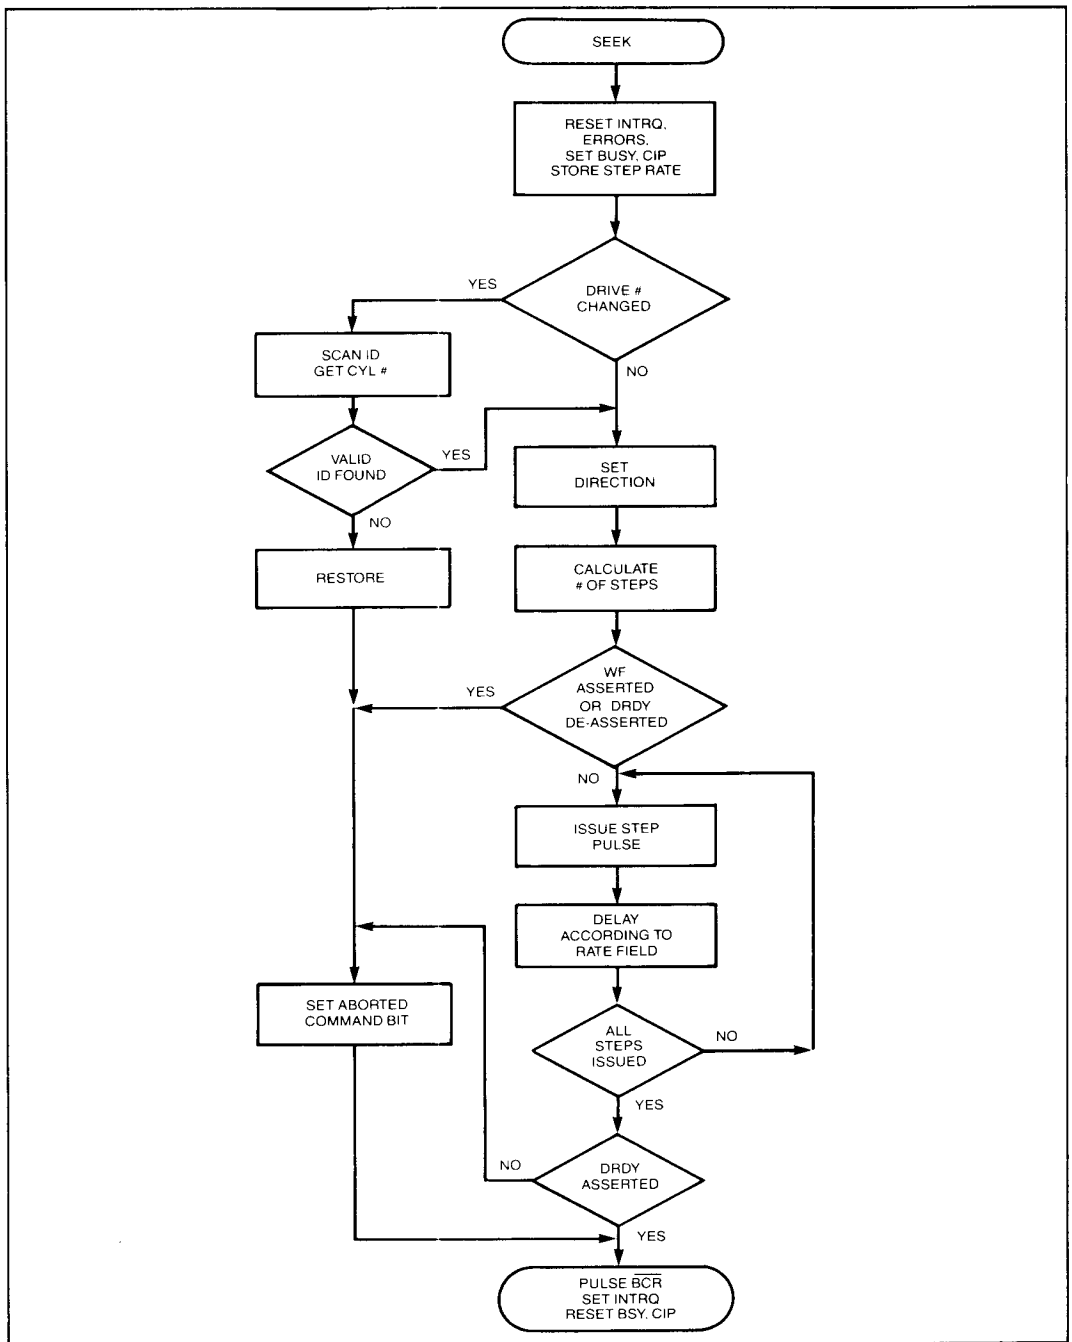 SEEK
RESET INTRQ,
ERRORS,
SET BUSY, CIP
STORE STEP RATE
DRIVE #
CHANGED
YES
NO
SCAN ID
GET CYL #
VALID
ID FOUND
YES
NO
RESTORE
SET
DIRECTION
CALCULATE
# OF STEPS
WF
ASSERTED
OR DRDY
DE-ASSERTED
YES
NO
ISSUE STEP
PULSE
DELAY
ACCORDING TO
RATE FIELD
SET ABORTED
COMMAND BIT
ALL
STEPS
ISSUED
NO
YES
DRDY
ASSERTED
NO
YES
PULSE B̅C̅R̅
SET INTRQ
RESET BSY, CIP